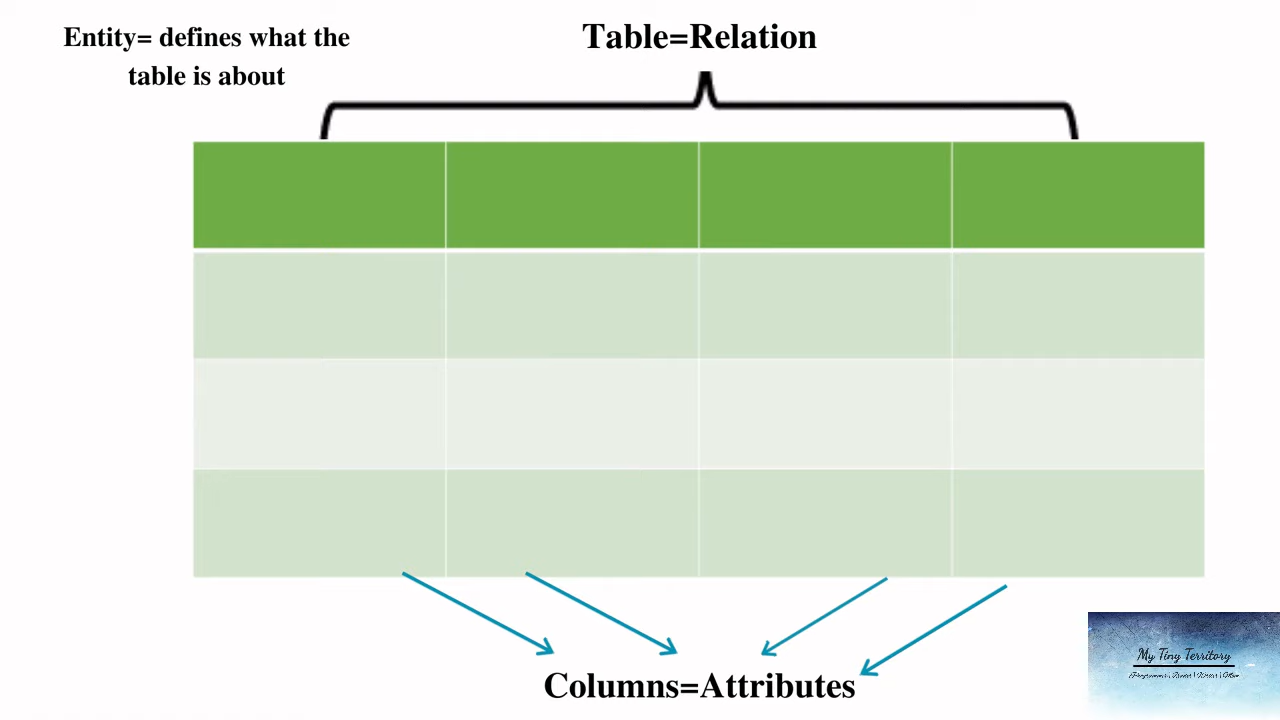 Entity= defines what the
table is about
Table=Relation
Columns=Attributes
My Tiny Territory